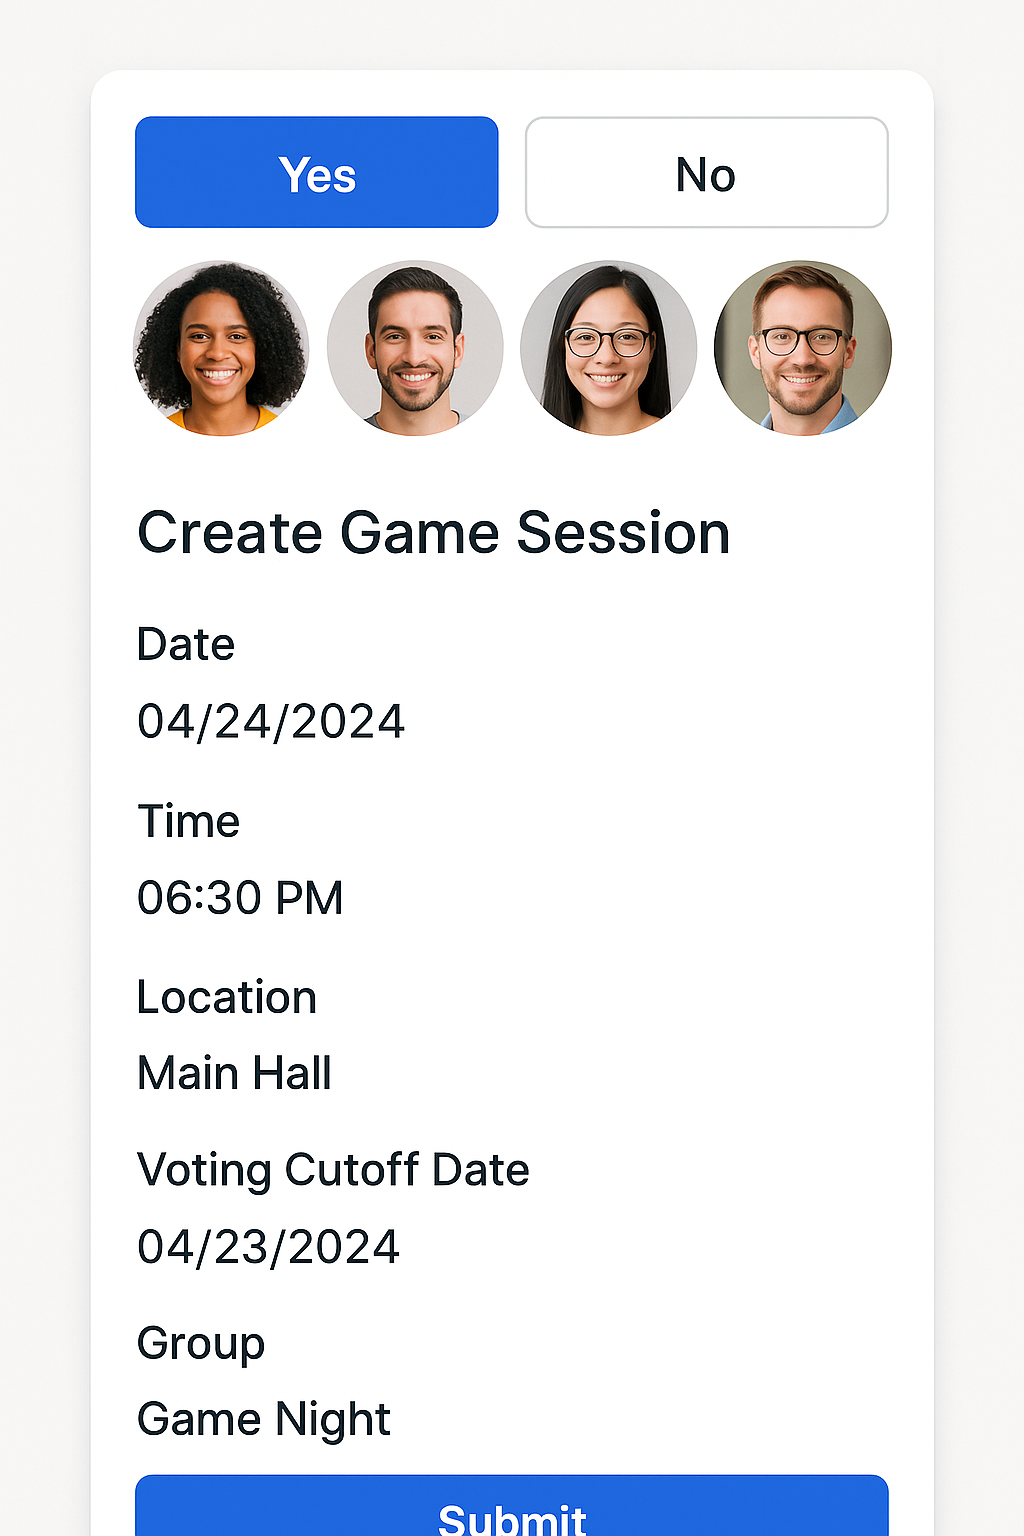 Yes
No
Create Game Session
Date
04/24/2024
Time
06:30 PM
Location
Main Hall
Voting Cutoff Date
04/23/2024
Group
Game Night
Submit